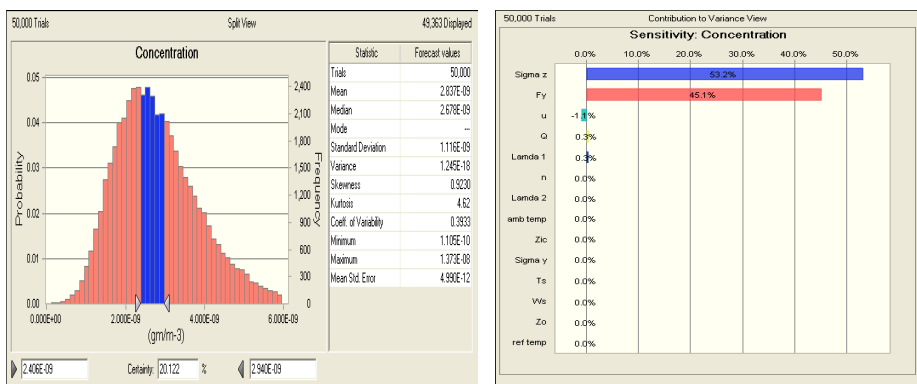 50,000 Trials Split View 49,363 Displayed
Concentration
Probability
0.05
0.04
0.03
0.02
0.01
0.00
2,400
2,100
1,800
1,500
1,200
900
600
300
0
Frequency
0.000E+00 2.000E-09 4.000E-09 6.000E-09
(gm/m-3)
Statistic Forecast values
Trials 50,000
Mean 2.837E-09
Median 2.678E-09
Mode ---
Standard Deviation 1.116E-09
Variance 1.245E-18
Skewness 0.9230
Kurtosis 4.62
Coeff. of Variability 0.3933
Minimum 1.105E-10
Maximum 1.373E-08
Mean Std. Error 4.990E-12
2.406E-09 Certainty: 20.122 % 2.940E-09
50,000 Trials Contribution to Variance View
Sensitivity: Concentration
0.0% 10.0% 20.0% 30.0% 40.0% 50.0%
Sigma z 53.2%
Fy 45.1%
u -1.1%
Q 0.3%
Lamda 1 0.3%
n 0.0%
Lamda 2 0.0%
amb temp 0.0%
Zic 0.0%
Sigma y 0.0%
Ts 0.0%
Ws 0.0%
Zo 0.0%
ref temp 0.0%